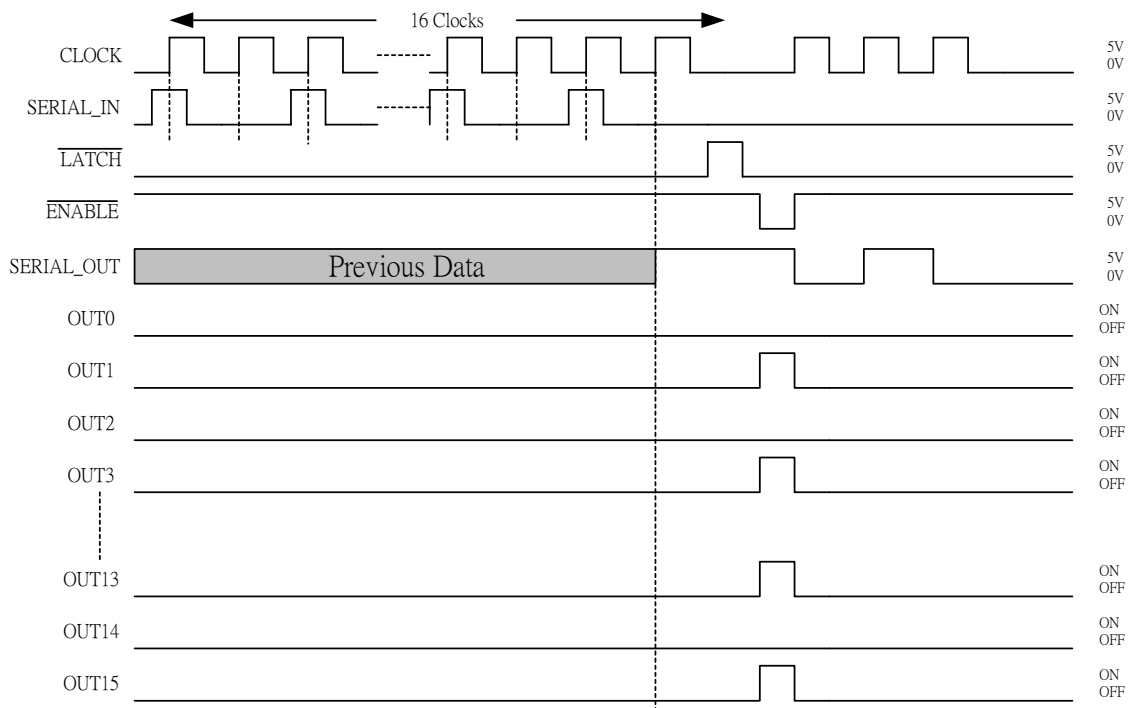 16 Clocks
CLOCK
5V
0V
SERIAL_IN
5V
0V
LATCH
5V
0V
ENABLE
5V
0V
SERIAL_OUT
Previous Data
5V
0V
OUT0
ON
OFF
OUT1
ON
OFF
OUT2
ON
OFF
OUT3
ON
OFF
OUT13
ON
OFF
OUT14
ON
OFF
OUT15
ON
OFF